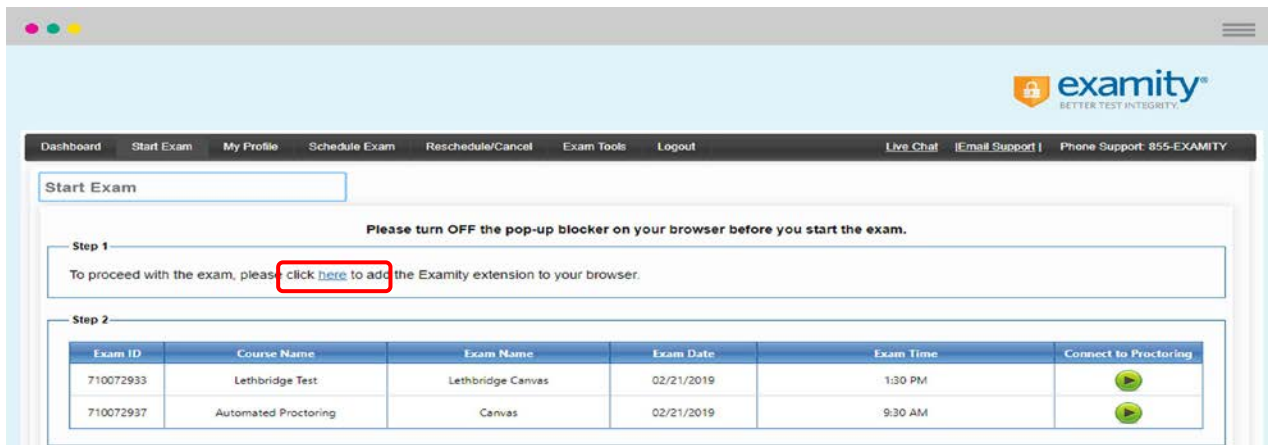 examity®
BETTER TEST INTEGRITY.
Dashboard Start Exam My Profile Schedule Exam Reschedule/Cancel Exam Tools Logout Live Chat |Email Support | Phone Support: 855-EXAMITY
Start Exam
Please turn OFF the pop-up blocker on your browser before you start the exam.
Step 1
To proceed with the exam, please click here to add the Examity extension to your browser.
Step 2
Exam ID Course Name Exam Name Exam Date Exam Time Connect to Proctoring
710072933 Lethbridge Test Lethbridge Canvas 02/21/2019 1:30 PM
710072937 Automated Proctoring Canvas 02/21/2019 9:30 AM